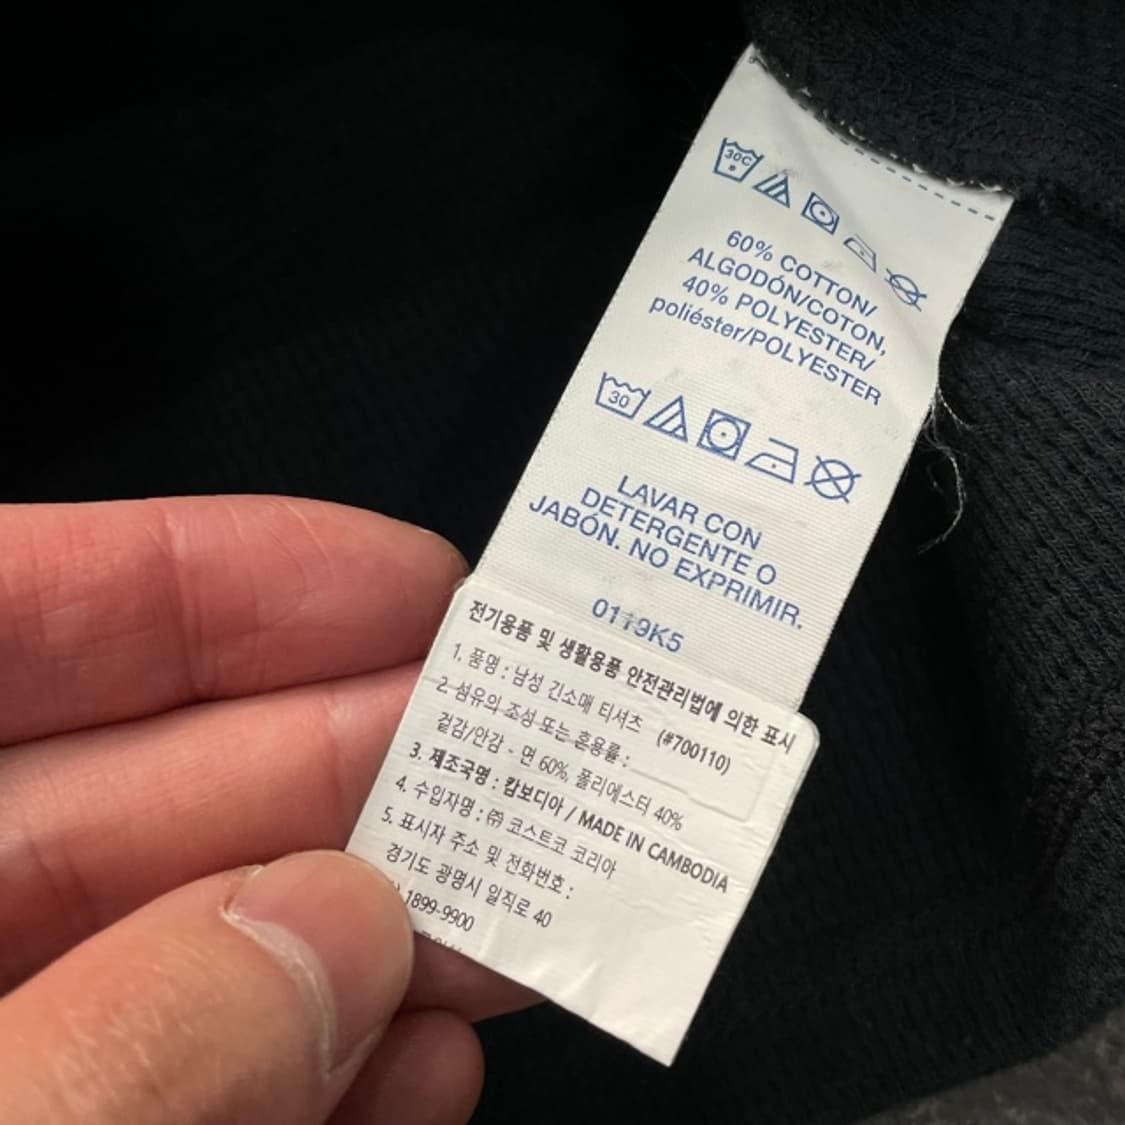 30C
60% COTTON/
ALGODÓN/COTON,
40% POLYESTER/
poliéster/POLYESTER
30
LAVAR CON
DETERGENTE O
JABÓN. NO EXPRIMIR.
0119K5
전기용품 및 생활용품 안전관리법에 의한 표시
1. 품명 : 남성 긴소매 티셔츠 (#700110)
2. 섬유의 조성 또는 혼용률 :
겉감/안감 - 면 60%, 폴리에스터 40%
3. 제조국명 : 캄보디아 / MADE IN CAMBODIA
4. 수입자명 : ㈜ 코스트코 코리아
5. 표시자 주소 및 전화번호 :
경기도 광명시 일직로 40
1899-9900